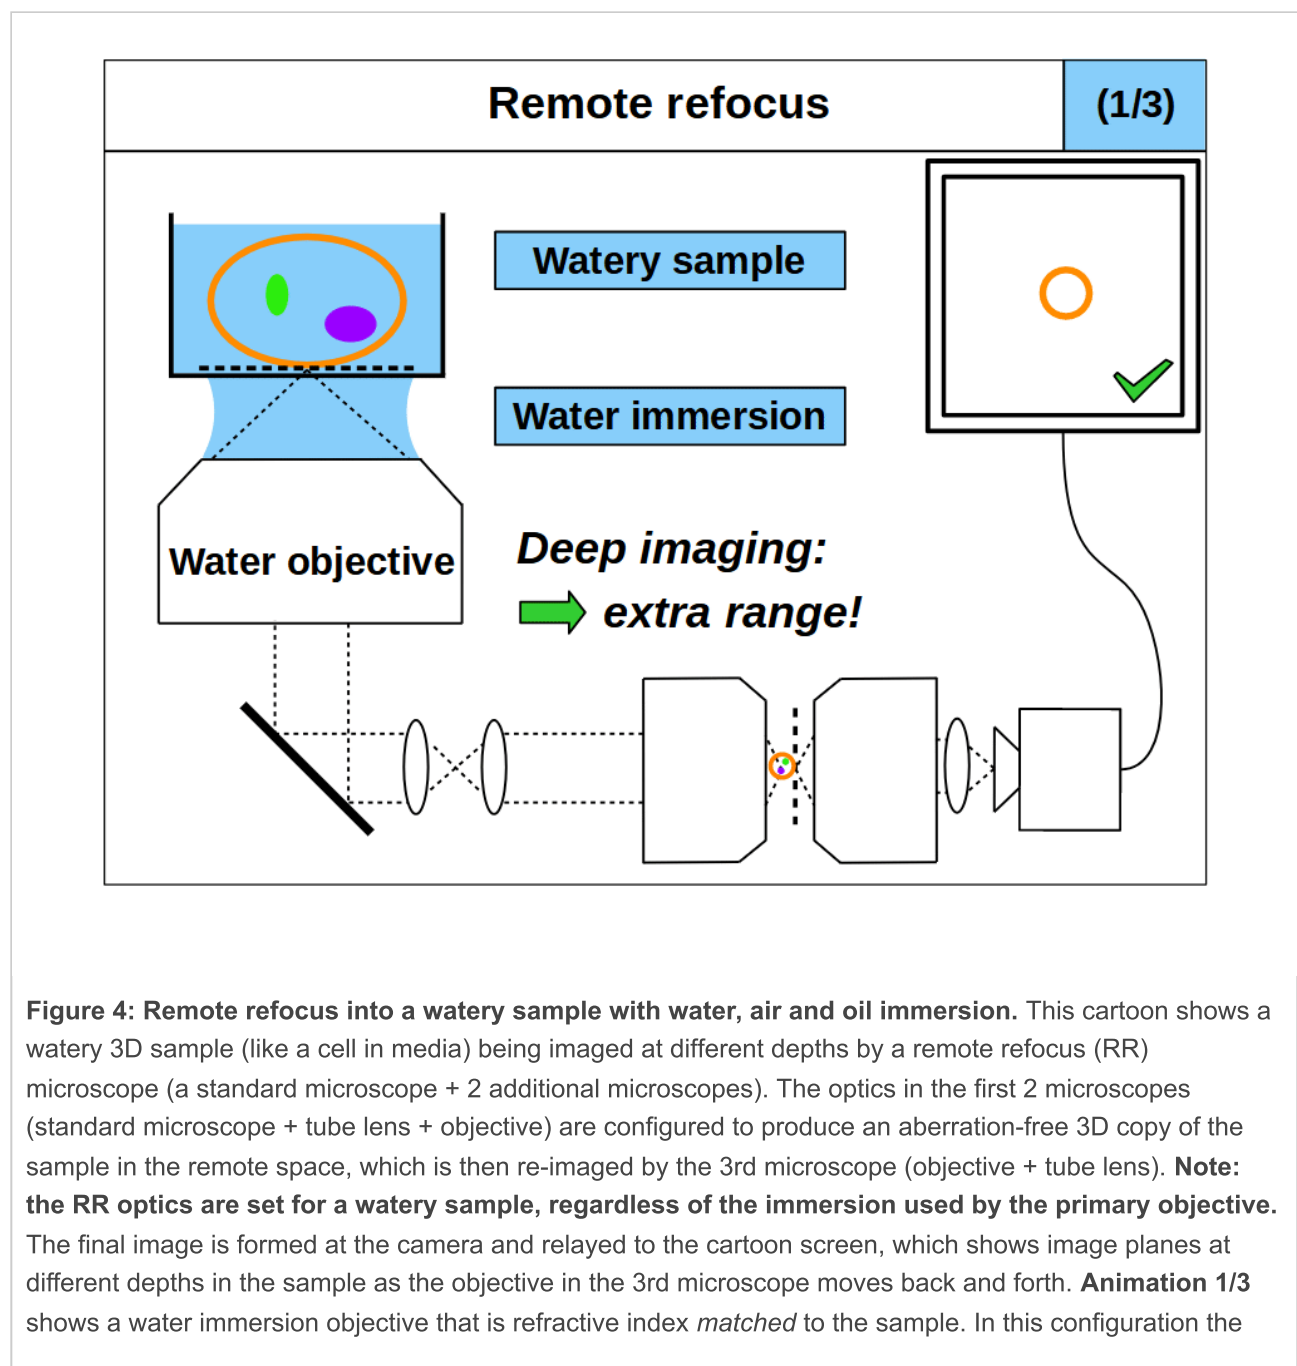 Remote refocus
(1/3)
Watery sample
Water immersion
Water objective
Deep imaging:
extra range!
Figure 4: Remote refocus into a watery sample with water, air and oil immersion. This cartoon shows a
watery 3D sample (like a cell in media) being imaged at different depths by a remote refocus (RR)
microscope (a standard microscope + 2 additional microscopes). The optics in the first 2 microscopes
(standard microscope + tube lens + objective) are configured to produce an aberration-free 3D copy of the
sample in the remote space, which is then re-imaged by the 3rd microscope (objective + tube lens). Note:
the RR optics are set for a watery sample, regardless of the immersion used by the primary objective.
The final image is formed at the camera and relayed to the cartoon screen, which shows image planes at
different depths in the sample as the objective in the 3rd microscope moves back and forth. Animation 1/3
shows a water immersion objective that is refractive index matched to the sample. In this configuration the